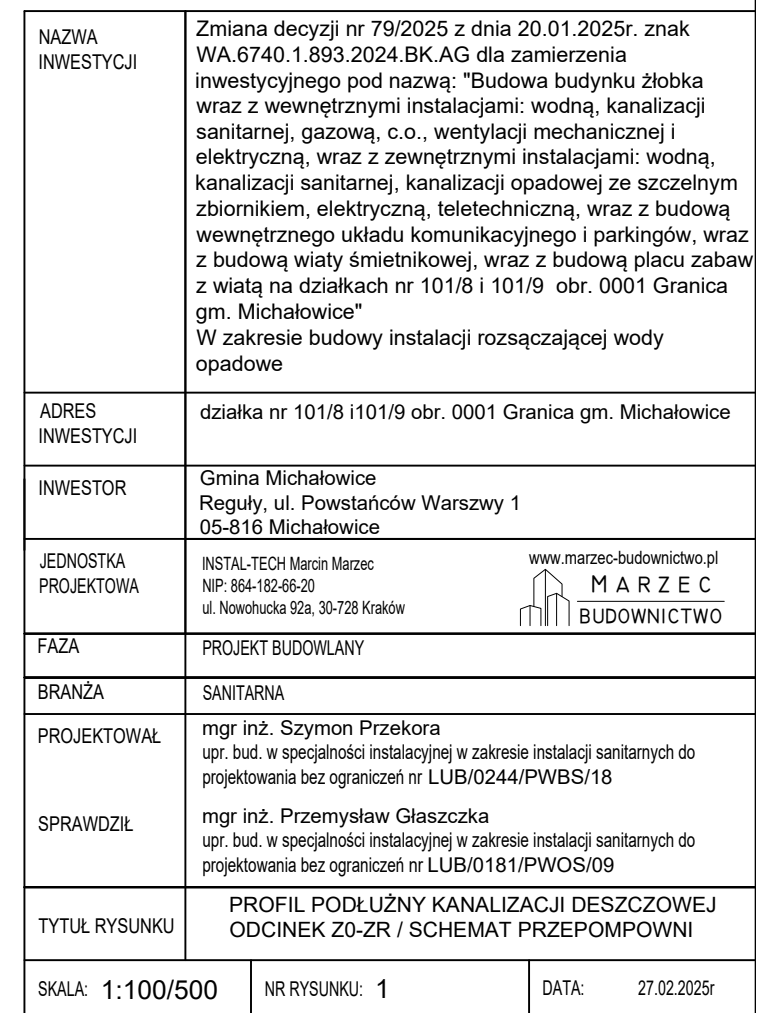 NAZWA
INWESTYCJI
Zmiana decyzji nr 79/2025 z dnia 20.01.2025r. znak
WA.6740.1.893.2024.BK.AG dla zamierzenia
inwestycyjnego pod nazwą: "Budowa budynku żłobka
wraz z wewnętrznymi instalacjami: wodną, kanalizacji
sanitarnej, gazową, c.o., wentylacji mechanicznej i
elektryczną, wraz z zewnętrznymi instalacjami: wodną,
kanalizacji sanitarnej, kanalizacji opadowej ze szczelnym
zbiornikiem, elektryczną, teletechniczną, wraz z budową
wewnętrznego układu komunikacyjnego i parkingów, wraz
z budową wiaty śmietnikowej, wraz z budową placu zabaw
z wiatą na działkach nr 101/8 i 101/9 obr. 0001 Granica
gm. Michałowice"
W zakresie budowy instalacji rozsączającej wody
opadowe
ADRES
INWESTYCJI
działka nr 101/8 i101/9 obr. 0001 Granica gm. Michałowice
INWESTOR
Gmina Michałowice
Reguły, ul. Powstańców Warszwy 1
05-816 Michałowice
JEDNOSTKA
PROJEKTOWA
INSTAL-TECH Marcin Marzec
NIP: 864-182-66-20
ul. Nowohucka 92a, 30-728 Kraków
www.marzec-budownictwo.pl
MARZEC
BUDOWNICTWO
FAZA
PROJEKT BUDOWLANY
BRANŻA
SANITARNA
PROJEKTOWAŁ
mgr inż. Szymon Przekora
upr. bud. w specjalności instalacyjnej w zakresie instalacji sanitarnych do
projektowania bez ograniczeń nr LUB/0244/PWBS/18
SPRAWDZIŁ
mgr inż. Przemysław Głaszczka
upr. bud. w specjalności instalacyjnej w zakresie instalacji sanitarnych do
projektowania bez ograniczeń nr LUB/0181/PWOS/09
TYTUŁ RYSUNKU
PROFIL PODŁUŻNY KANALIZACJI DESZCZOWEJ
ODCINEK Z0-ZR / SCHEMAT PRZEPOMPOWNI
SKALA: 1:100/500
NR RYSUNKU: 1
DATA: 27.02.2025r